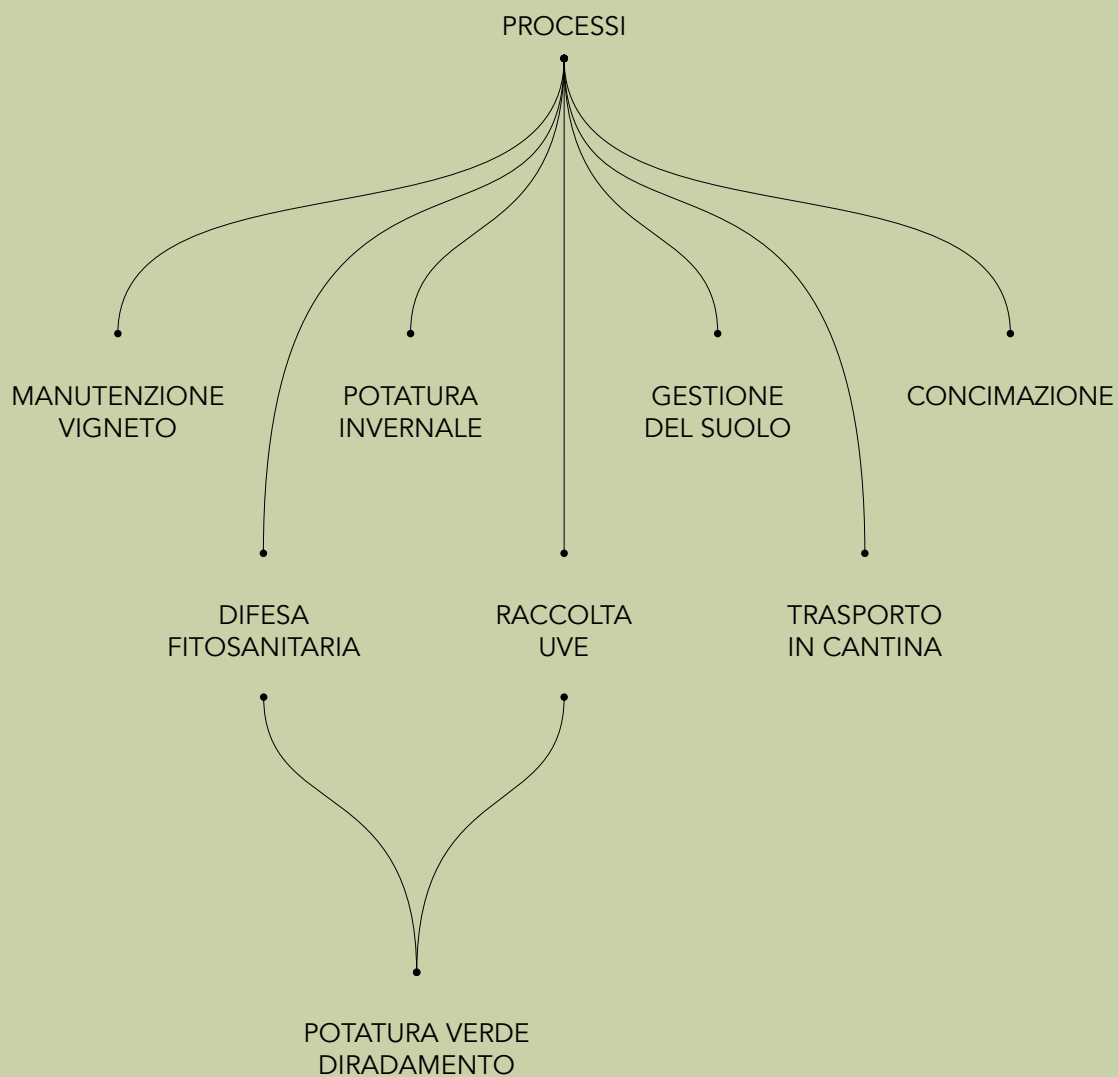 PROCESSI
MANUTENZIONE
VIGNETO
POTATURA
INVERNALE
GESTIONE
DEL SUOLO
CONCIMAZIONE
DIFESA
FITOSANITARIA
RACCOLTA
UVE
TRASPORTO
IN CANTINA
POTATURA VERDE
DIRADAMENTO